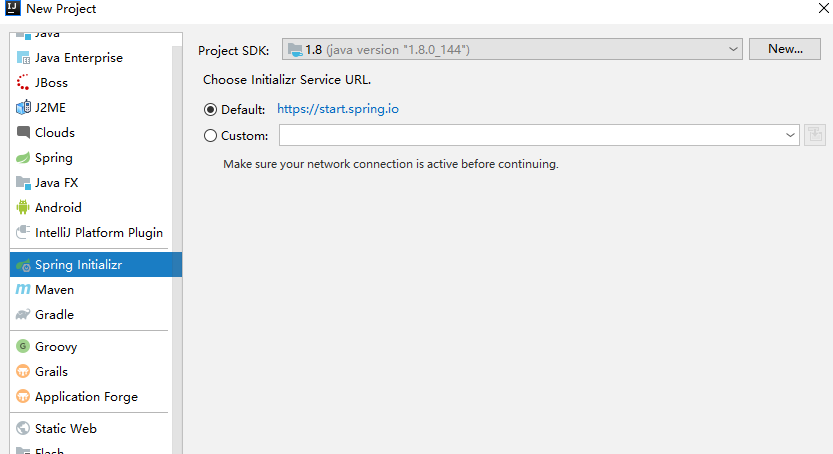 New Project
Java
Java Enterprise
JBoss
J2ME
Clouds
Spring
Java FX
Android
IntelliJ Platform Plugin
Spring Initializr
Maven
Gradle
Groovy
Grails
Application Forge
Static Web
Flash
Project SDK: 1.8 (java version "1.8.0_144") New...
Choose Initializr Service URL.
Default: https://start.spring.io
Custom:
Make sure your network connection is active before continuing.